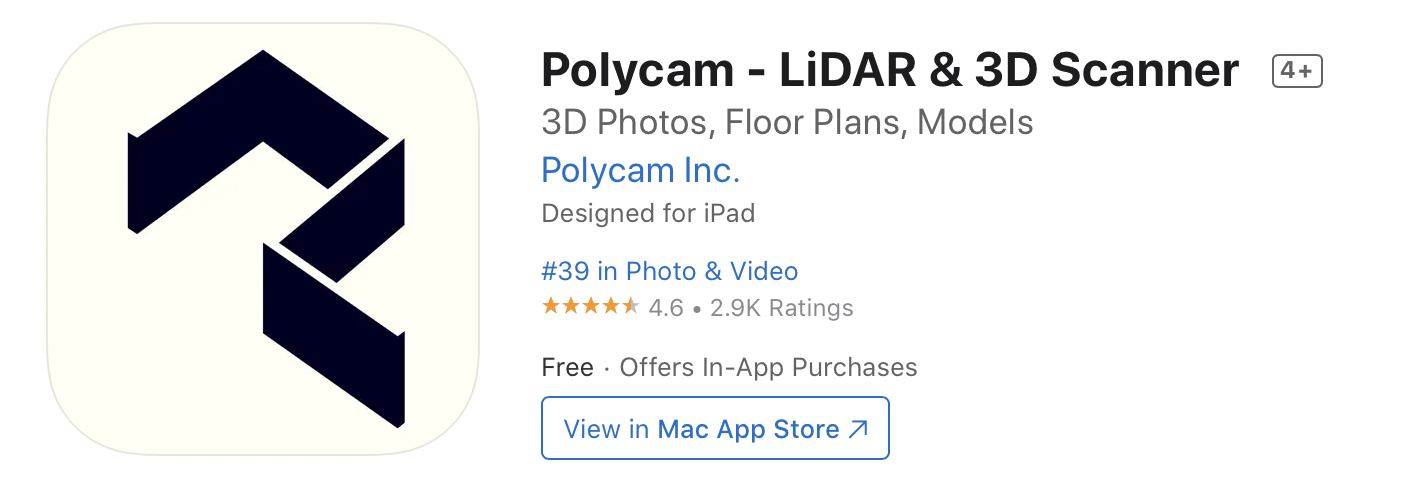 Polycam - LiDAR & 3D Scanner 4+
3D Photos, Floor Plans, Models
Polycam Inc.
Designed for iPad
#39 in Photo & Video
★★★★★ 4.6 • 2.9K Ratings
Free · Offers In-App Purchases
View in Mac App Store ↗